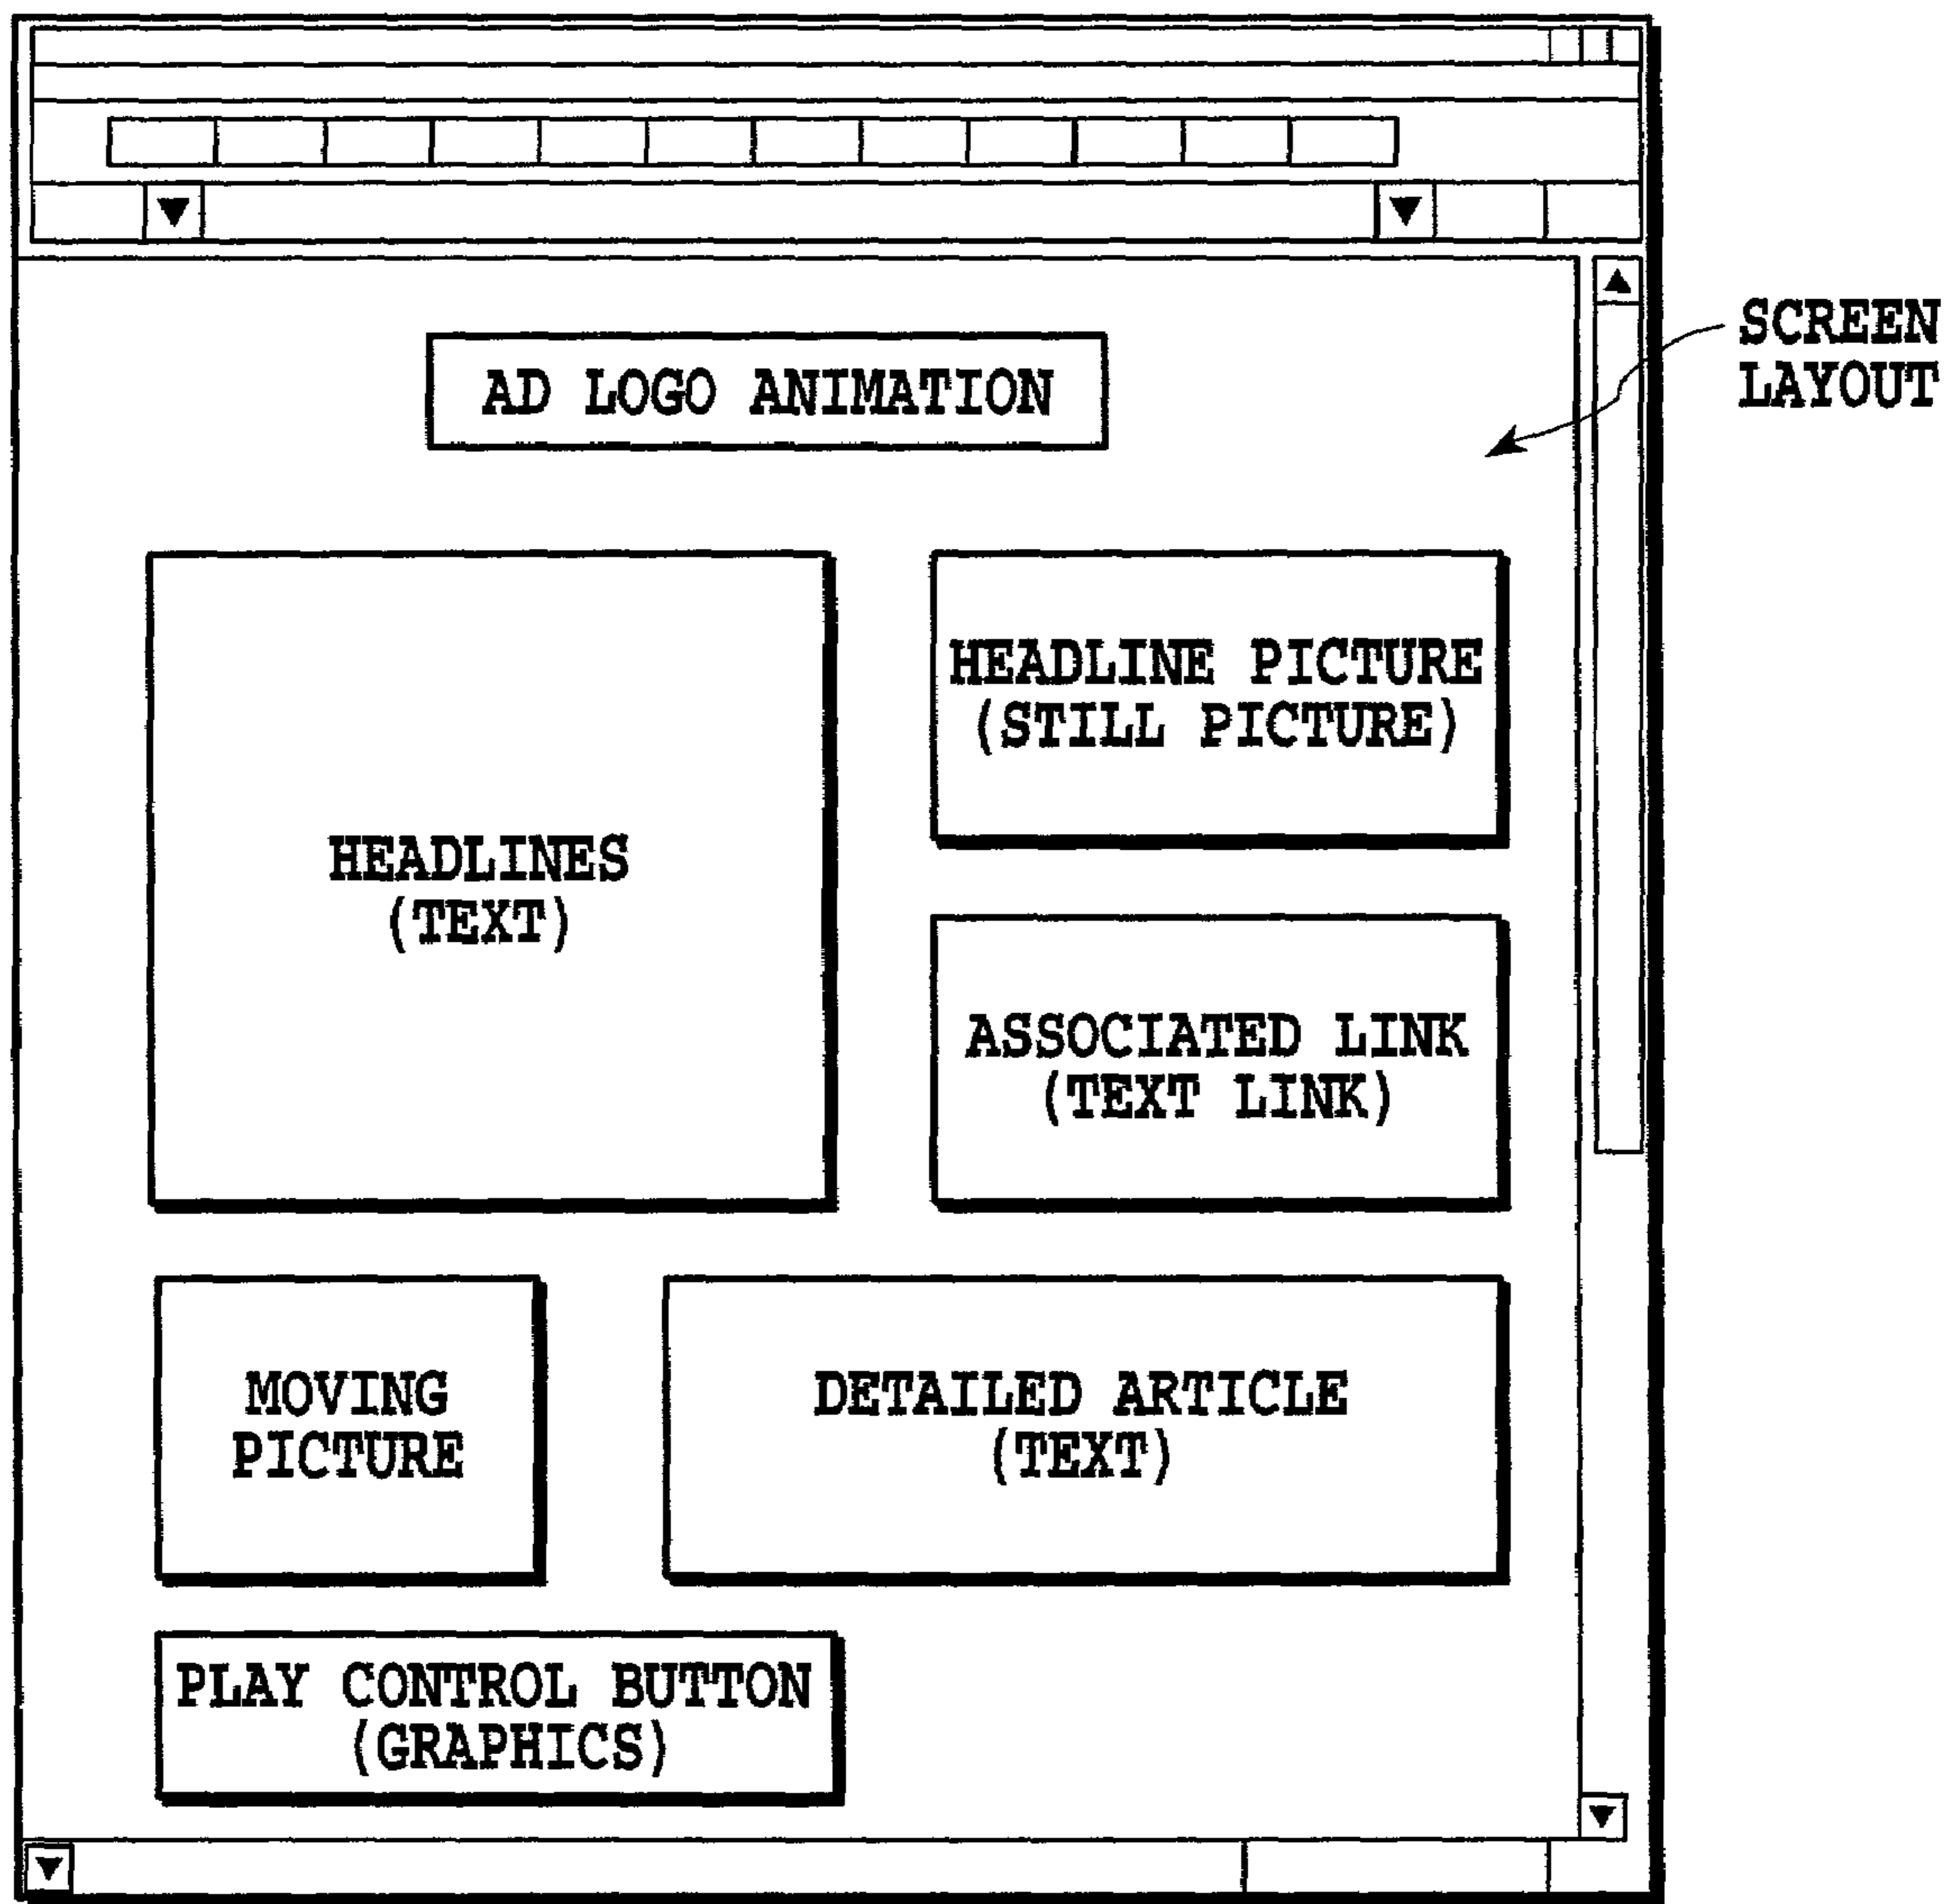 SCREEN
LAYOUT
AD LOGO ANIMATION
HEADLINES
(TEXT)
HEADLINE PICTURE
(STILL PICTURE)
ASSOCIATED LINK
(TEXT LINK)
MOVING
PICTURE
DETAILED ARTICLE
(TEXT)
PLAY CONTROL BUTTON
(GRAPHICS)